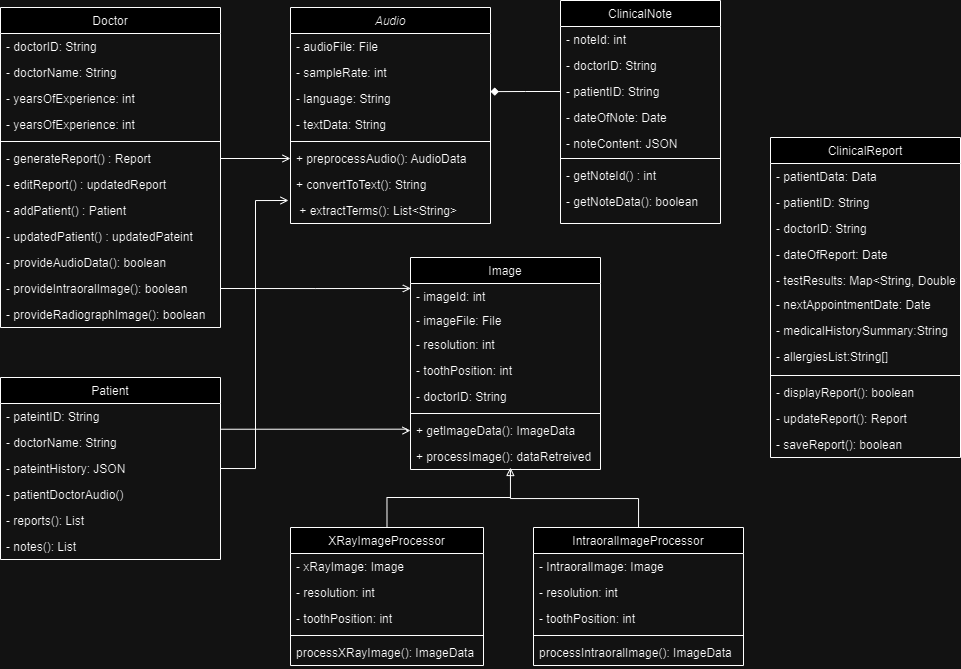 Doctor
- doctorID: String
- doctorName: String
- yearsOfExperience: int
- yearsOfExperience: int
- generateReport() : Report
- editReport() : updatedReport
- addPatient() : Patient
- updatedPatient() : updatedPateint
- provideAudioData(): boolean
- provideIntraoralImage(): boolean
- provideRadiographImage(): boolean
Audio
- audioFile: File
- sampleRate: int
- language: String
- textData: String
+ preprocessAudio(): AudioData
+ convertToText(): String
+ extractTerms(): List<String>
ClinicalNote
- noteId: int
- doctorID: String
- patientID: String
- dateOfNote: Date
- noteContent: JSON
- getNoteId() : int
- getNoteData(): boolean
ClinicalReport
- patientData: Data
- patientID: String
- doctorID: String
- dateOfReport: Date
- testResults: Map<String, Double
- nextAppointmentDate: Date
- medicalHistorySummary:String
- allergiesList:String[]
- displayReport(): boolean
- updateReport(): Report
- saveReport(): boolean
Image
- imageId: int
- imageFile: File
- resolution: int
- toothPosition: int
- doctorID: String
+ getImageData(): ImageData
+ processImage(): dataRetreived
Patient
- pateintID: String
- doctorName: String
- pateintHistory: JSON
- patientDoctorAudio()
- reports(): List
- notes(): List
XRayImageProcessor
- xRayImage: Image
- resolution: int
- toothPosition: int
processXRayImage(): ImageData
IntraoralImageProcessor
- IntraoralImage: Image
- resolution: int
- toothPosition: int
processIntraoralImage(): ImageData